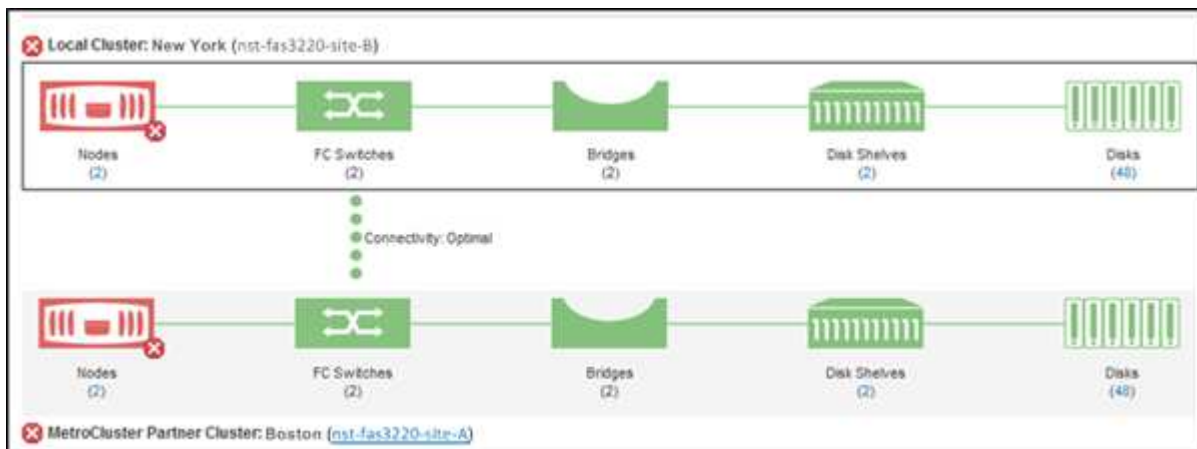 Local Cluster: New York (nst-fas3220-site-B)
Nodes FC Switches Bridges Disk Shelves Disks
(2) (2) (2) (2) (48)
Connectivity: Optimal
Nodes FC Switches Bridges Disk Shelves Disks
(2) (2) (2) (2) (48)
MetroCluster Partner Cluster: Boston (nst-fas3220-site-A)